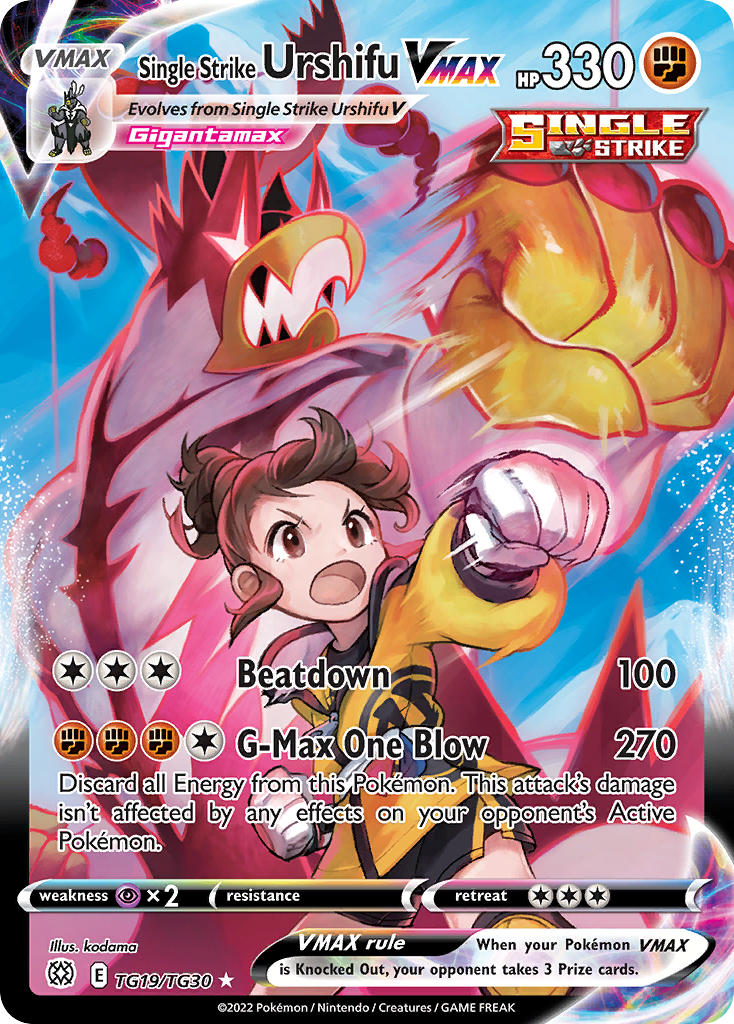 VMAX
Single Strike Urshifu VMAX HP 330
Evolves from Single Strike Urshifu V
Gigantamax
SINGLE STRIKE
Beatdown 100
G-Max One Blow 270
Discard all Energy from this Pokémon. This attack's damage
isn't affected by any effects on your opponent's Active
Pokémon.
weakness ×2 resistance retreat
Illus. kodama
VMAX rule When your Pokémon VMAX
is Knocked Out, your opponent takes 3 Prize cards.
E TG19/TG30 ★
©2022 Pokémon / Nintendo / Creatures / GAME FREAK